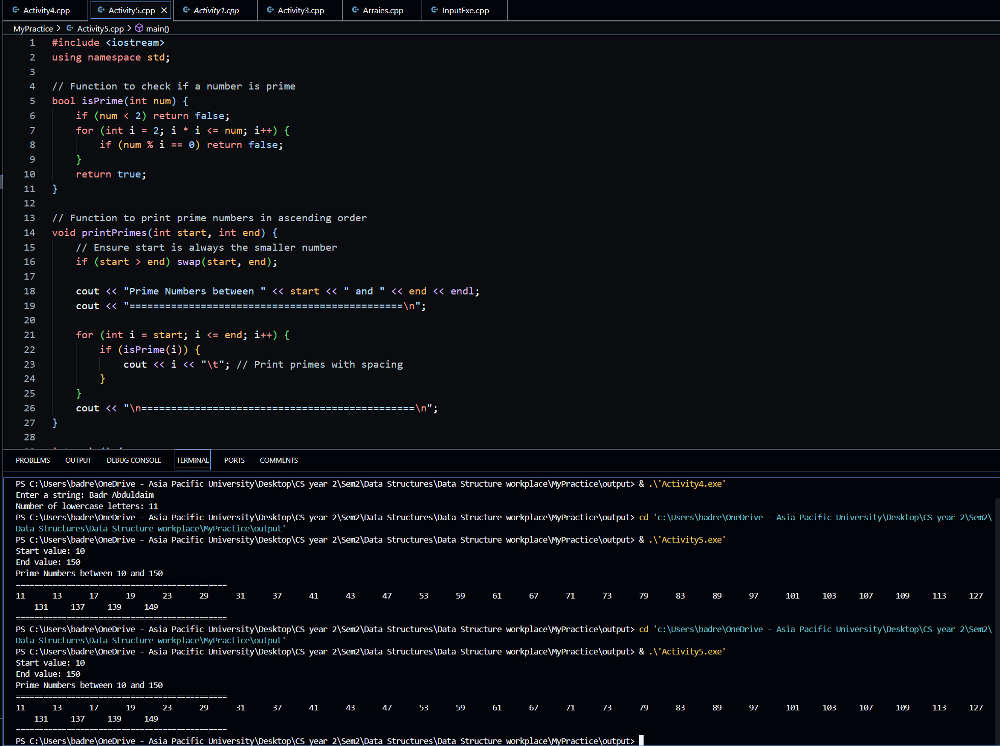 Activity4.cpp Activity5.cpp Activity1.cpp Activity3.cpp Arraies.cpp InputExe.cpp
MyPractice > Activity5.cpp > main()
1 #include <iostream>
2 using namespace std;
3
4 // Function to check if a number is prime
5 bool isPrime(int num) {
6     if (num < 2) return false;
7     for (int i = 2; i * i <= num; i++) {
8         if (num % i == 0) return false;
9     }
10     return true;
11 }
12
13 // Function to print prime numbers in ascending order
14 void printPrimes(int start, int end) {
15     // Ensure start is always the smaller number
16     if (start > end) swap(start, end);
17
18     cout << "Prime Numbers between " << start << " and " << end << endl;
19     cout << "==============================================\n";
20
21     for (int i = start; i <= end; i++) {
22         if (isPrime(i)) {
23             cout << i << "\t"; // Print primes with spacing
24         }
25     }
26     cout << "\n==============================================\n";
27 }
28
PROBLEMS OUTPUT DEBUG CONSOLE TERMINAL PORTS COMMENTS
PS C:\Users\badre\OneDrive - Asia Pacific University\Desktop\CS year 2\Sem2\Data Structures\Data Structure workplace\MyPractice\output> & .\'Activity4.exe'
Enter a string: Badr Abduldaim
Number of lowercase letters: 11
PS C:\Users\badre\OneDrive - Asia Pacific University\Desktop\CS year 2\Sem2\Data Structures\Data Structure workplace\MyPractice\output> cd 'c:\Users\badre\OneDrive - Asia Pacific University\Desktop\CS year 2\Sem2\
Data Structures\Data Structure workplace\MyPractice\output'
PS C:\Users\badre\OneDrive - Asia Pacific University\Desktop\CS year 2\Sem2\Data Structures\Data Structure workplace\MyPractice\output> & .\'Activity5.exe'
Start value: 10
End value: 150
Prime Numbers between 10 and 150
==============================================
11 13 17 19 23 29 31 37 41 43 47 53 59 61 67 71 73 79 83 89 97 101 103 107 109 113 127
131 137 139 149
==============================================
PS C:\Users\badre\OneDrive - Asia Pacific University\Desktop\CS year 2\Sem2\Data Structures\Data Structure workplace\MyPractice\output> cd 'c:\Users\badre\OneDrive - Asia Pacific University\Desktop\CS year 2\Sem2\
Data Structures\Data Structure workplace\MyPractice\output'
PS C:\Users\badre\OneDrive - Asia Pacific University\Desktop\CS year 2\Sem2\Data Structures\Data Structure workplace\MyPractice\output> & .\'Activity5.exe'
Start value: 10
End value: 150
Prime Numbers between 10 and 150
==============================================
11 13 17 19 23 29 31 37 41 43 47 53 59 61 67 71 73 79 83 89 97 101 103 107 109 113 127
131 137 139 149
==============================================
PS C:\Users\badre\OneDrive - Asia Pacific University\Desktop\CS year 2\Sem2\Data Structures\Data Structure workplace\MyPractice\output>